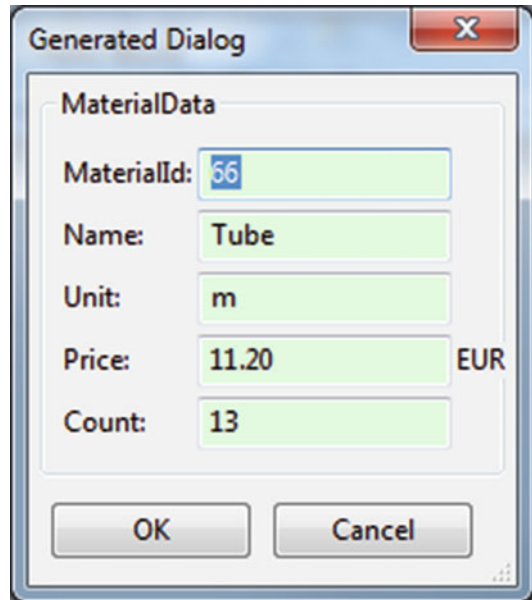 Generated Dialog
MaterialData
MaterialId: 66
Name: Tube
Unit: m
Price: 11.20 EUR
Count: 13
OK Cancel